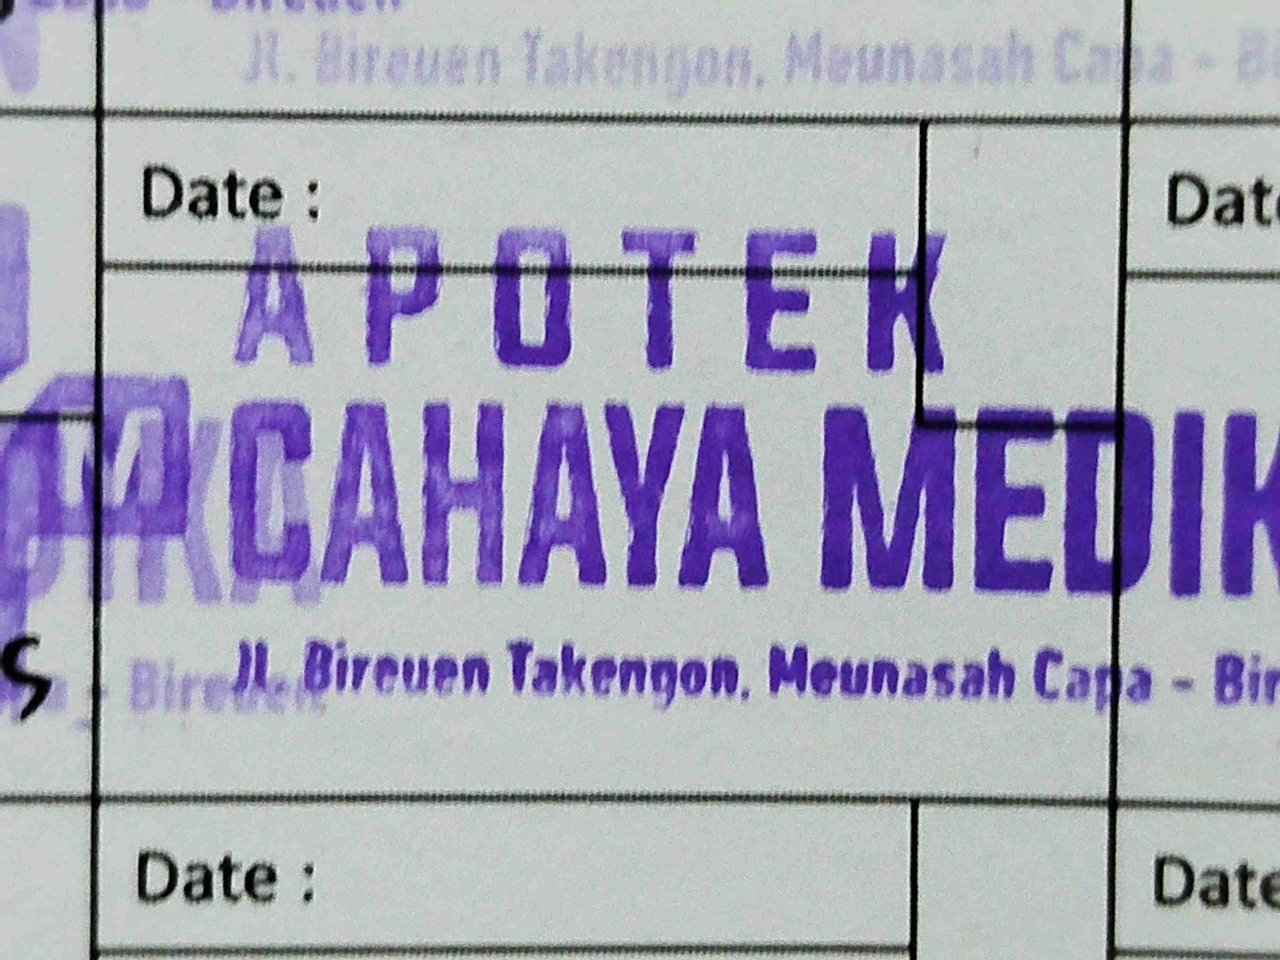 Jl. Bireuen Takengon, Meunasah Capa - Bi
Date :
Date
APOTEK
CAHAYA MEDIK
Jl. Bireuen Takengon, Meunasah Capa - Bir
Bireuen
Date :
Date